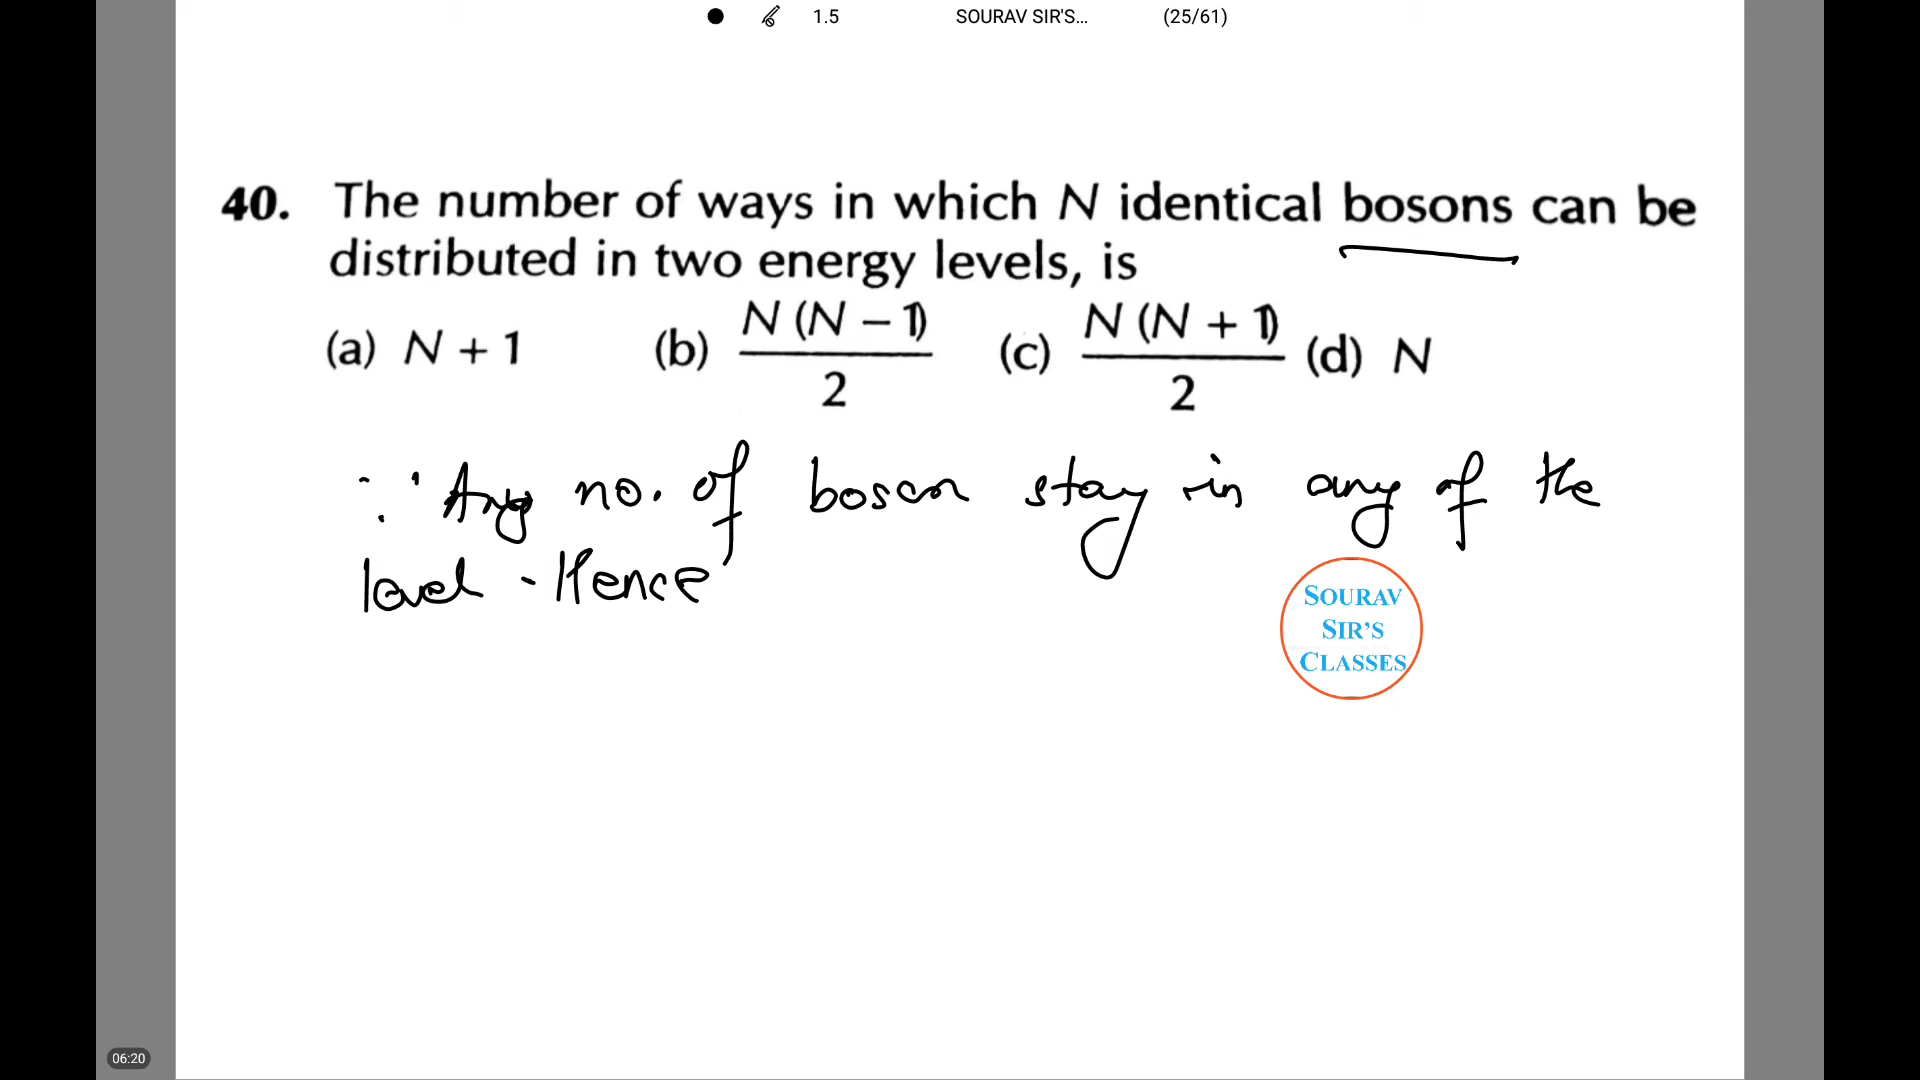 1.5 SOURAV SIR'S... (25/61)
40. The number of ways in which N identical bosons can be
distributed in two energy levels, is
(a) N + 1 (b) N (N – 1) / 2 (c) N (N + 1) / 2 (d) N
∵ Any no. of boson stay in any of the
level - Hence
SOURAV
SIR'S
CLASSES
06:20